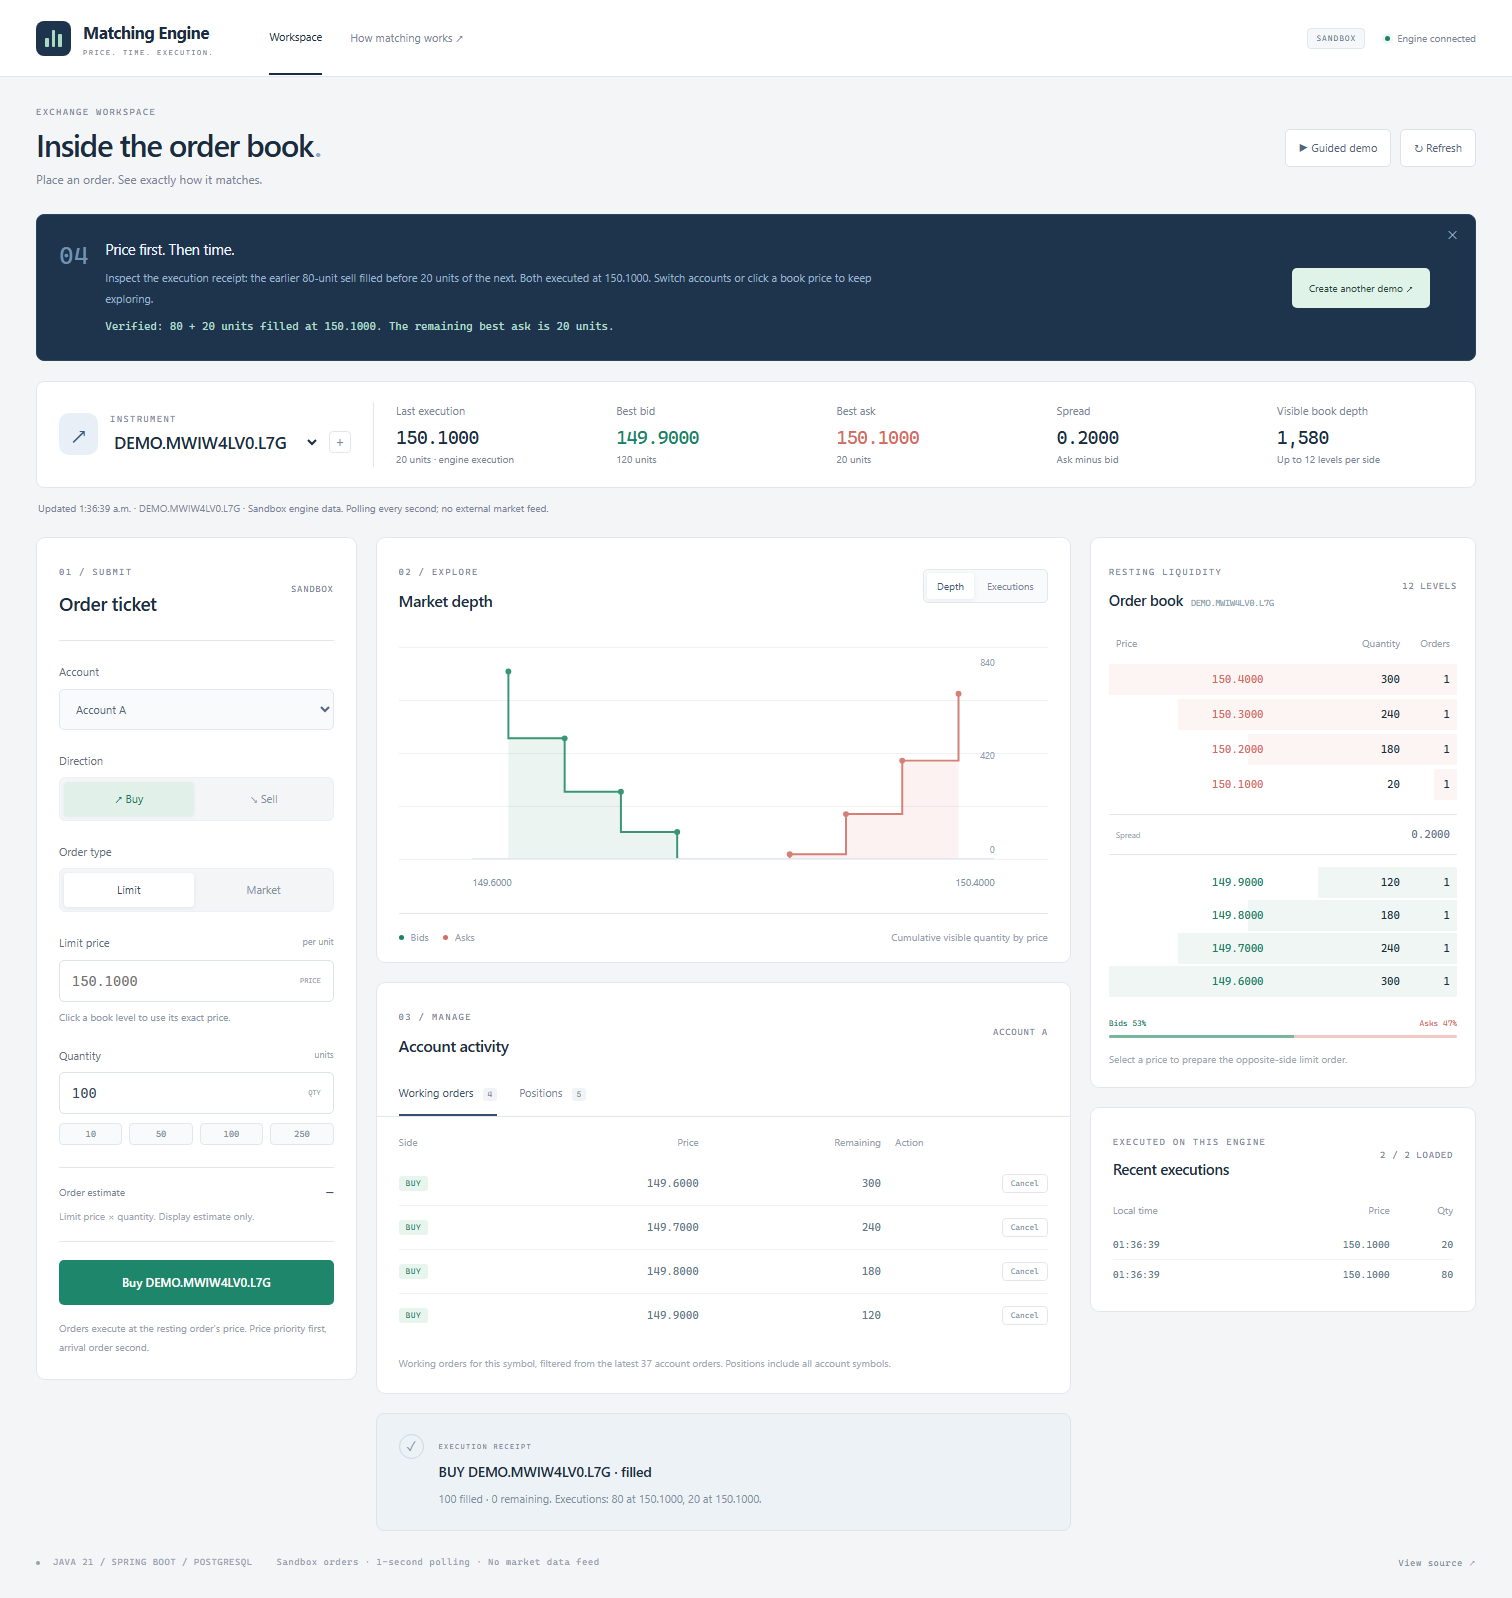 Matching Engine
PRICE. TIME. EXECUTION.
Workspace
How matching works ↗
SANDBOX
Engine connected
EXCHANGE WORKSPACE
Inside the order book.
Place an order. See exactly how it matches.
▶ Guided demo
↻ Refresh
04
Price first. Then time.
Inspect the execution receipt: the earlier 80-unit sell filled before 20 units of the next. Both executed at 150.1000. Switch accounts or click a book price to keep
exploring.
Verified: 80 + 20 units filled at 150.1000. The remaining best ask is 20 units.
Create another demo ↗
×
↗
INSTRUMENT
DEMO.MWIW4LV0.L7G
+
Last execution
150.1000
20 units · engine execution
Best bid
149.9000
120 units
Best ask
150.1000
20 units
Spread
0.2000
Ask minus bid
Visible book depth
1,580
Up to 12 levels per side
Updated 1:36:39 a.m. · DEMO.MWIW4LV0.L7G · Sandbox engine data. Polling every second; no external market feed.
01 / SUBMIT
Order ticket
SANDBOX
Account
Account A
Direction
↗ Buy
↘ Sell
Order type
Limit
Market
Limit price
per unit
150.1000
PRICE
Click a book level to use its exact price.
Quantity
units
100
QTY
10
50
100
250
Order estimate
—
Limit price × quantity. Display estimate only.
Buy DEMO.MWIW4LV0.L7G
Orders execute at the resting order's price. Price priority first,
arrival order second.
02 / EXPLORE
Market depth
Depth
Executions
840
420
0
149.6000
150.4000
Bids
Asks
Cumulative visible quantity by price
03 / MANAGE
Account activity
ACCOUNT A
Working orders 4
Positions 5
Side Price Remaining Action
BUY 149.6000 300 Cancel
BUY 149.7000 240 Cancel
BUY 149.8000 180 Cancel
BUY 149.9000 120 Cancel
Working orders for this symbol, filtered from the latest 37 account orders. Positions include all account symbols.
✓
EXECUTION RECEIPT
BUY DEMO.MWIW4LV0.L7G · filled
100 filled · 0 remaining. Executions: 80 at 150.1000, 20 at 150.1000.
RESTING LIQUIDITY
Order book DEMO.MWIW4LV0.L7G
12 LEVELS
Price Quantity Orders
150.4000 300 1
150.3000 240 1
150.2000 180 1
150.1000 20 1
Spread 0.2000
149.9000 120 1
149.8000 180 1
149.7000 240 1
149.6000 300 1
Bids 53%
Asks 47%
Select a price to prepare the opposite-side limit order.
EXECUTED ON THIS ENGINE
Recent executions
2 / 2 LOADED
Local time Price Qty
01:36:39 150.1000 20
01:36:39 150.1000 80
JAVA 21 / SPRING BOOT / POSTGRESQL
Sandbox orders · 1-second polling · No market data feed
View source ↗